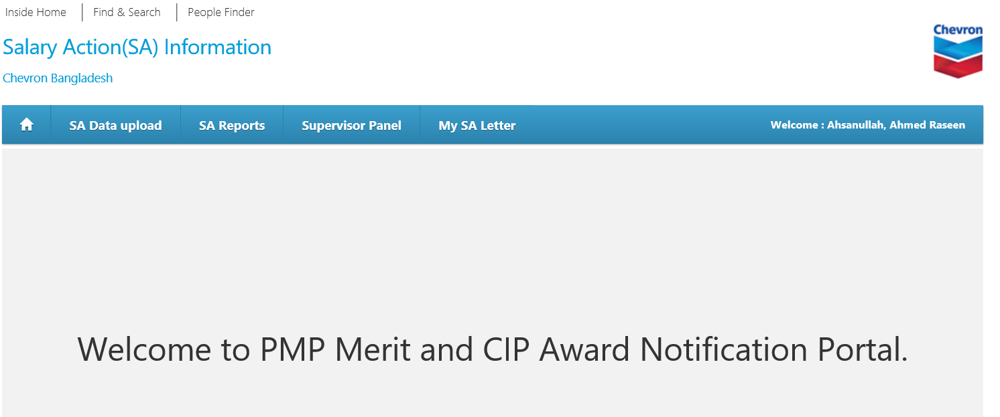 Inside Home
Find & Search
People Finder
Chevron
Salary Action(SA) Information
Chevron Bangladesh
SA Data upload
SA Reports
Supervisor Panel
My SA Letter
Welcome : Ahsanullah, Ahmed Raseen
Welcome to PMP Merit and CIP Award Notification Portal.